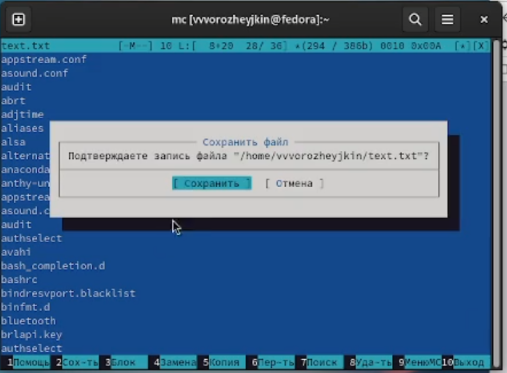 mc [vvvorozheyjkin@fedora]:~
text.txt [-M--] 10 L:[ 8+20 28/ 36] *(294 / 386b) 0010 0x00A [*][X]
appstream.conf
asound.conf
audit
abrt
adjtime
aliases
alsa
Сохранить файл
alternat
Подтверждаете запись файла "/home/vvvorozheyjkin/text.txt"?
anaconda
anthy-un
[ Сохранить ] [ Отмена ]
appstrea
asound.c
audit
authselect
avahi
bash_completion.d
bashrc
bindresvport.blacklist
binfmt.d
bluetooth
brlapi.key
authselect
1Помощь 2Сох-ть 3Блок 4Замена 5Копия 6Пер-ть 7Поиск 8Уда-ть 9МенюMC 10Выход